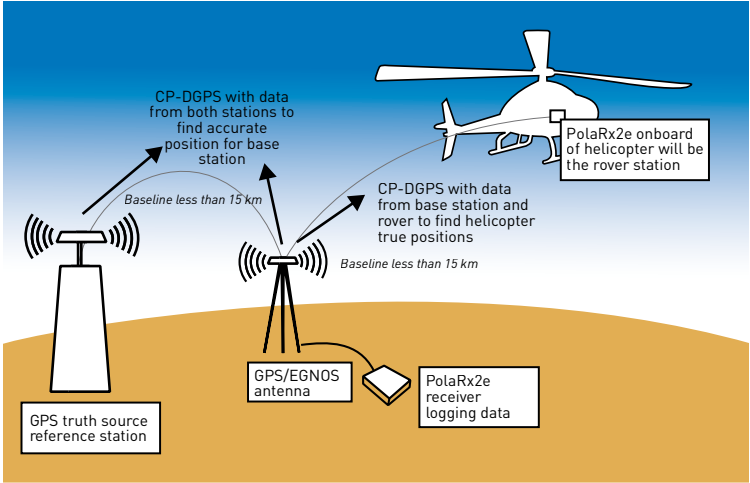 CP-DGPS with data
from both stations to
find accurate
position for base
station
PolaRx2e onboard
of helicopter will be
the rover station
Baseline less than 15 km
CP-DGPS with data
from base station and
rover to find helicopter
true positions
Baseline less than 15 km
GPS/EGNOS
antenna
PolaRx2e
receiver
logging data
GPS truth source
reference station